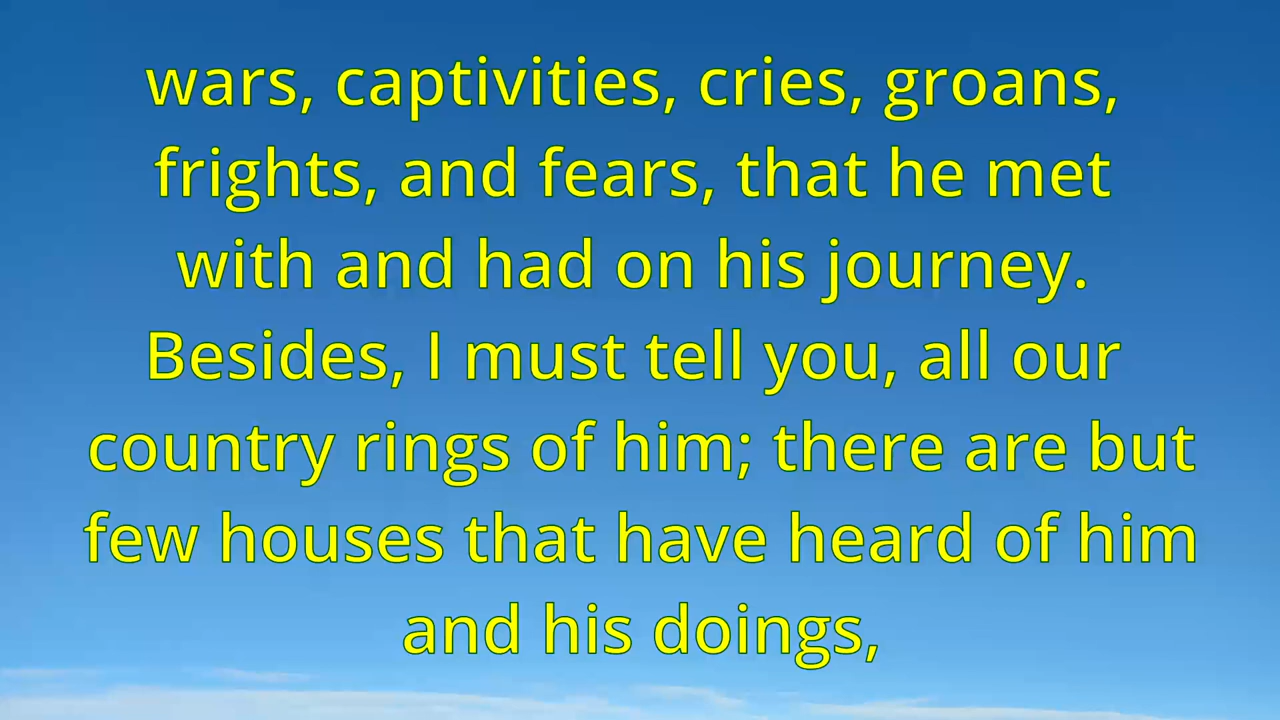 wars, captivities, cries, groans,
frights, and fears, that he met
with and had on his journey.
Besides, I must tell you, all our
country rings of him; there are but
few houses that have heard of him
and his doings,